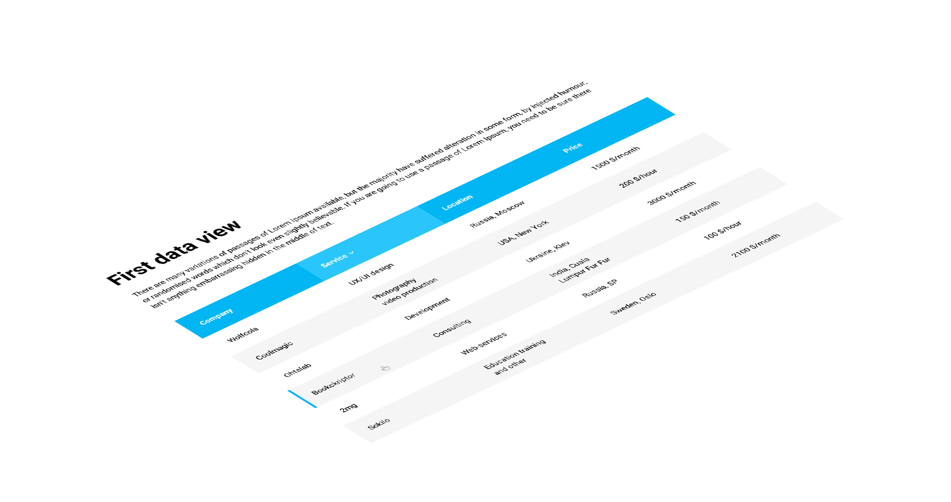 First data view
There are many variations of passages of Lorem Ipsum available, but the majority have suffered alteration in some form, by injected humour,
or randomised words which don't look even slightly believable. If you are going to use a passage of Lorem Ipsum, you need to be sure there
isn't anything embarrassing hidden in the middle of text.
Company Service Location Price
Wolfcola UX/UI design Russia, Moscow 1500 $/month
Coolmagic Photography
video production USA, New York 200 $/hour
Ohtalab Development Ukraine, Kiev 3000 $/month
Bookckriptor Consulting India, Cuala
Lumpur Fur Fur 150 $/month
2mg Web-services Russia, SP 100 $/hour
Sokilo Education training
and other Sweden, Oslo 2100 $/month